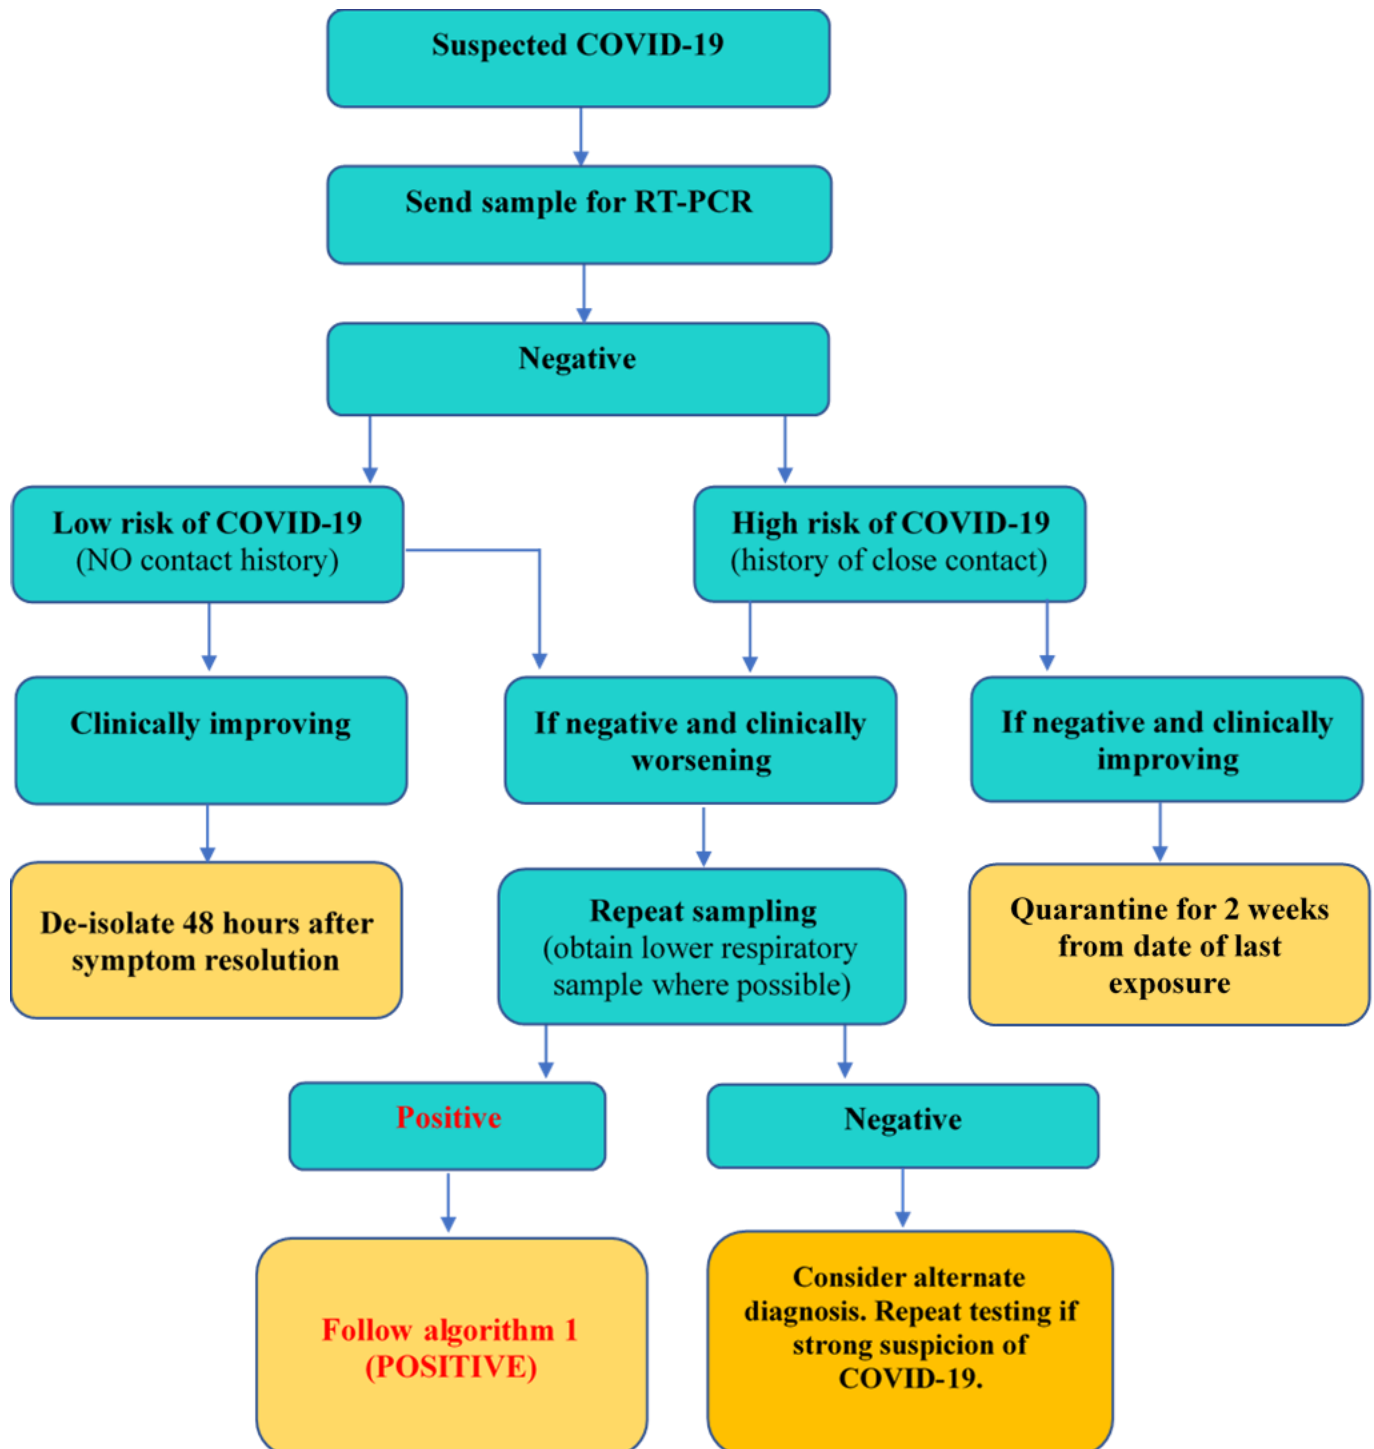 Suspected COVID-19
Send sample for RT-PCR
Negative
Low risk of COVID-19
(NO contact history)
High risk of COVID-19
(history of close contact)
Clinically improving
If negative and clinically
worsening
If negative and clinically
improving
De-isolate 48 hours after
symptom resolution
Repeat sampling
(obtain lower respiratory
sample where possible)
Quarantine for 2 weeks
from date of last
exposure
Positive
Negative
Follow algorithm 1
(POSITIVE)
Consider alternate
diagnosis. Repeat testing if
strong suspicion of
COVID-19.